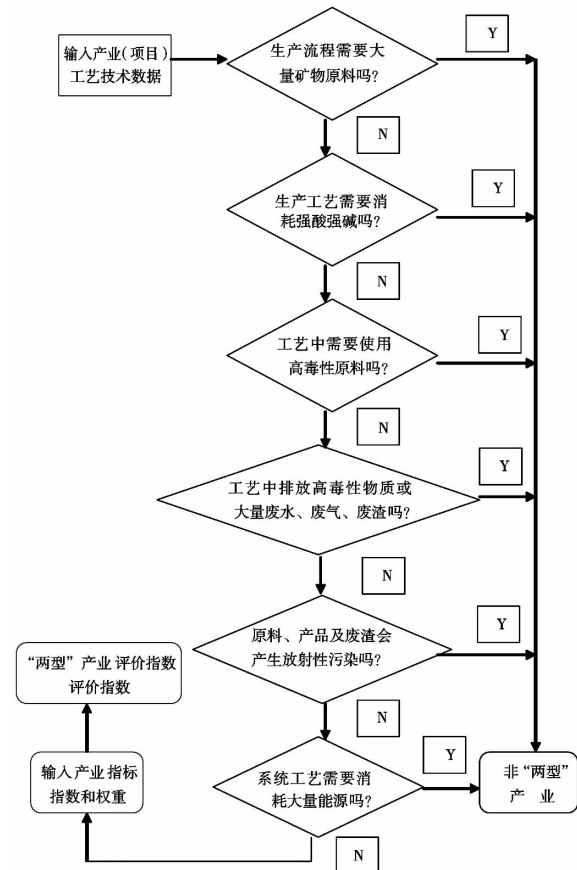 输入产业(项目)
工艺技术数据
生产流程需要大
量矿物原料吗?
Y
N
生产工艺需要消
耗强酸强碱吗?
Y
N
工艺中需要使用
高毒性原料吗?
Y
N
工艺中排放高毒性物质或
大量废水、废气、废渣吗?
Y
N
原料、产品及废渣会
产生放射性污染吗?
Y
N
“两型”产业评价指数
评价指数
输入产业指标
指数和权重
系统工艺需要消
耗大量能源吗?
Y
N
非“两型”
产 业